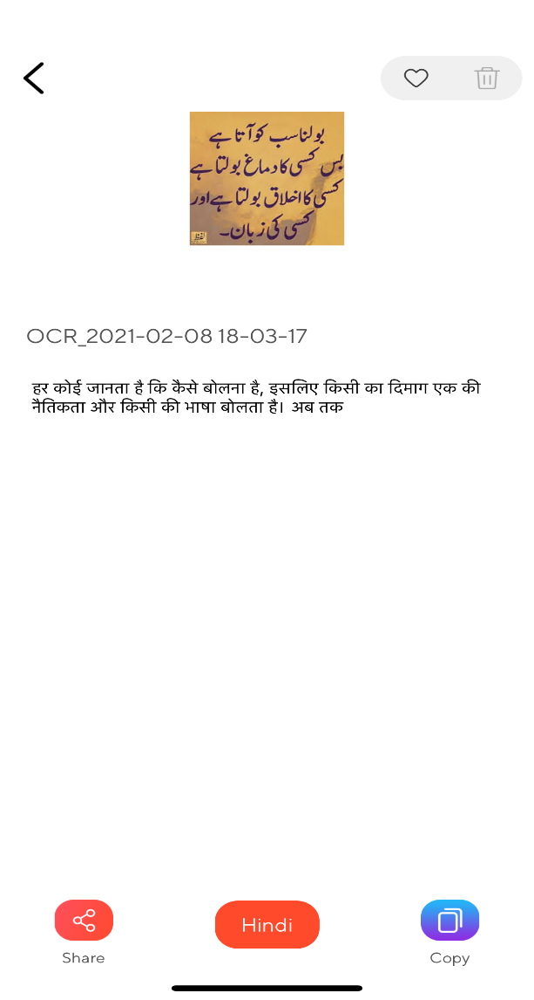 بولنا سب کو آتا ہے
بس کسی کا دماغ بولتا ہے
کسی کا اخلاق بولتا ہے اور
کسی کی زبان۔
لفظ
OCR_2021-02-08 18-03-17
हर कोई जानता है कि कैसे बोलना है, इसलिए किसी का दिमाग एक की
नैतिकता और किसी की भाषा बोलता है। अब तक
Hindi
Share
Copy